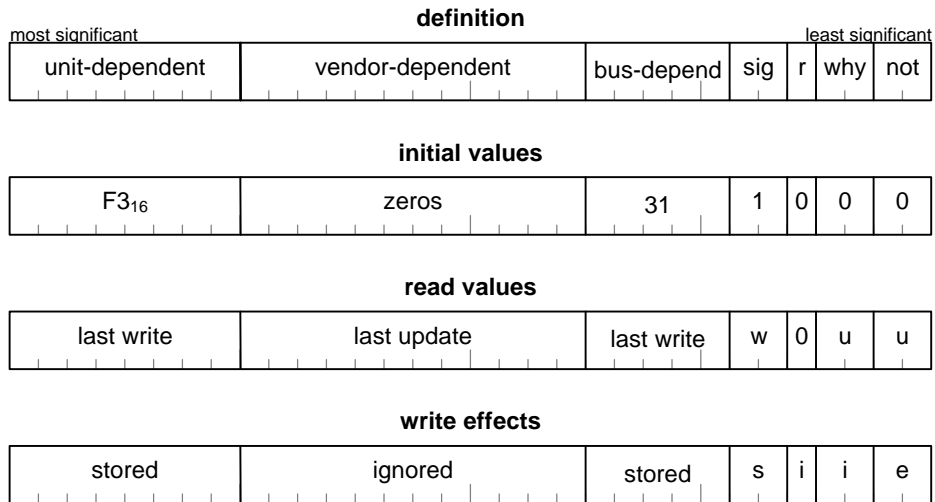 definition
most significant least significant
unit-dependent vendor-dependent bus-depend sig r why not
initial values
F3₁₆ zeros 31 1 0 0 0
read values
last write last update last write w 0 u u
write effects
stored ignored stored s i i e